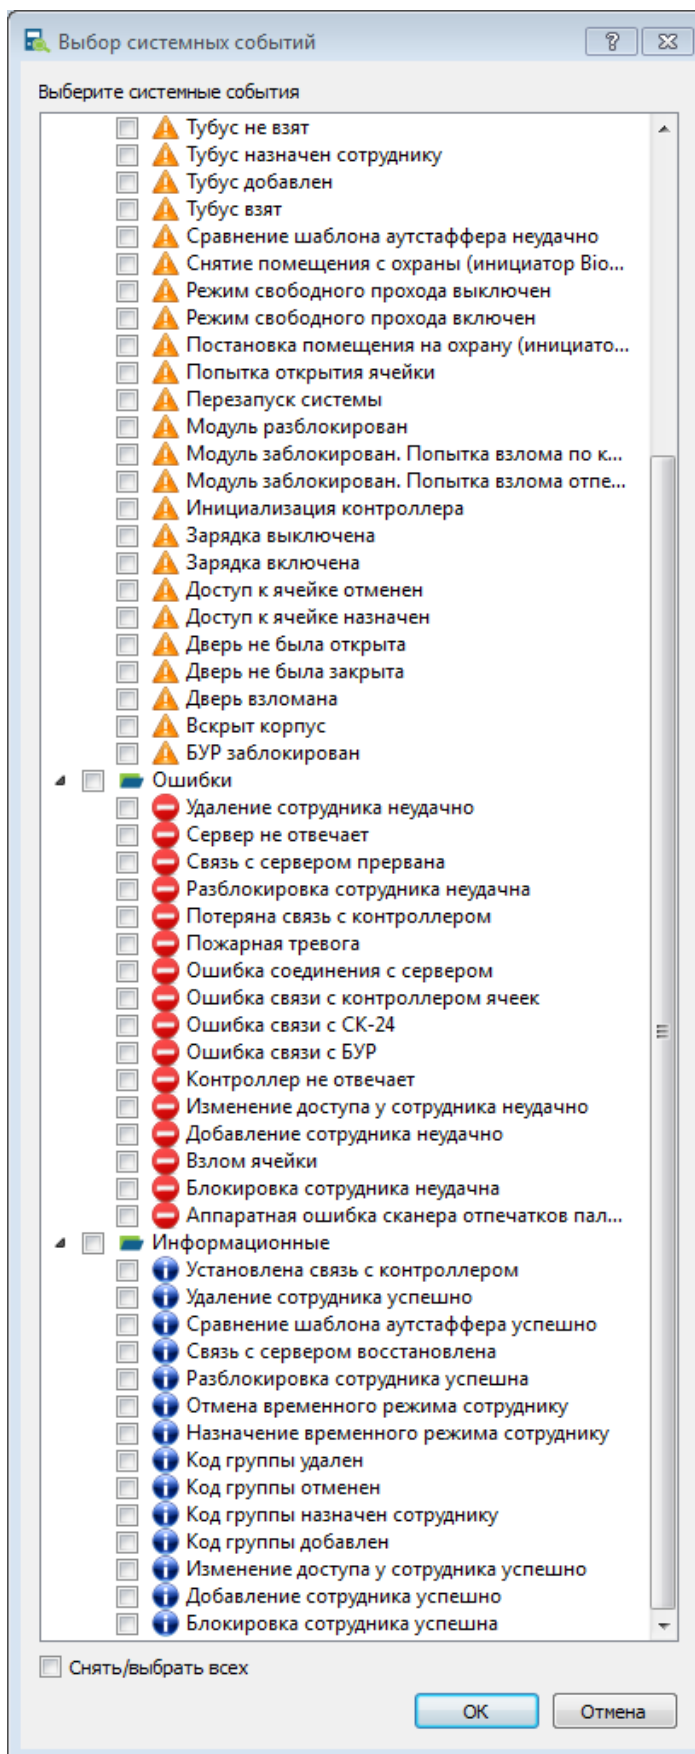 Выбор системных событий
Выберите системные события
Тубус не взят
Тубус назначен сотруднику
Тубус добавлен
Тубус взят
Сравнение шаблона аутстаффера неудачно
Снятие помещения с охраны (инициатор Bio...
Режим свободного прохода выключен
Режим свободного прохода включен
Постановка помещения на охрану (инициато...
Попытка открытия ячейки
Перезапуск системы
Модуль разблокирован
Модуль заблокирован. Попытка взлома по к...
Модуль заблокирован. Попытка взлома отпе...
Инициализация контроллера
Зарядка выключена
Зарядка включена
Доступ к ячейке отменен
Доступ к ячейке назначен
Дверь не была открыта
Дверь не была закрыта
Дверь взломана
Вскрыт корпус
БУР заблокирован
Ошибки
Удаление сотрудника неудачно
Сервер не отвечает
Связь с сервером прервана
Разблокировка сотрудника неудачна
Потеряна связь с контроллером
Пожарная тревога
Ошибка соединения с сервером
Ошибка связи с контроллером ячеек
Ошибка связи с СК-24
Ошибка связи с БУР
Контроллер не отвечает
Изменение доступа у сотрудника неудачно
Добавление сотрудника неудачно
Взлом ячейки
Блокировка сотрудника неудачна
Аппаратная ошибка сканера отпечатков пал...
Информационные
Установлена связь с контроллером
Удаление сотрудника успешно
Сравнение шаблона аутстаффера успешно
Связь с сервером восстановлена
Разблокировка сотрудника успешна
Отмена временного режима сотруднику
Назначение временного режима сотруднику
Код группы удален
Код группы отменен
Код группы назначен сотруднику
Код группы добавлен
Изменение доступа у сотрудника успешно
Добавление сотрудника успешно
Блокировка сотрудника успешна
Снять/выбрать всех
ОК Отмена